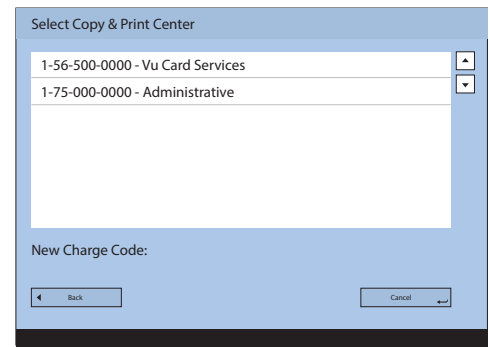 Select Copy & Print Center
1-56-500-0000 - Vu Card Services
1-75-000-0000 - Administrative
New Charge Code:
Back
Cancel